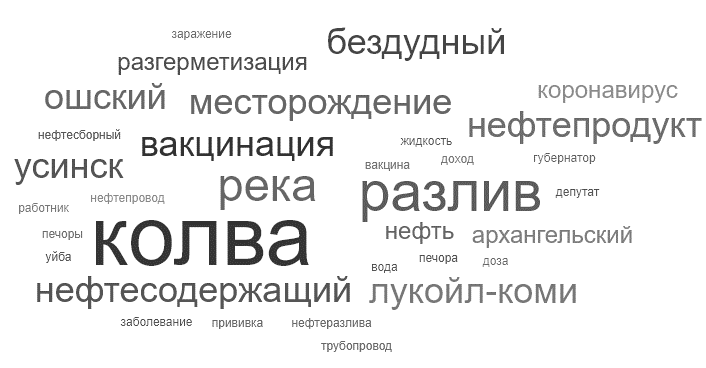 заражение
бездудный
разгерметизация
ошский
месторождение
коронавирус
нефтепродукт
нефтесборный
вакцинация
жидкость
усинск
вакцина
доход
губернатор
река
разлив
депутат
работник
нефтепровод
колва
нефть
архангельский
печоры
уйба
вода
печора
доза
нефтесодержащий
лукойл-коми
заболевание
прививка
нефтеразлива
трубопровод